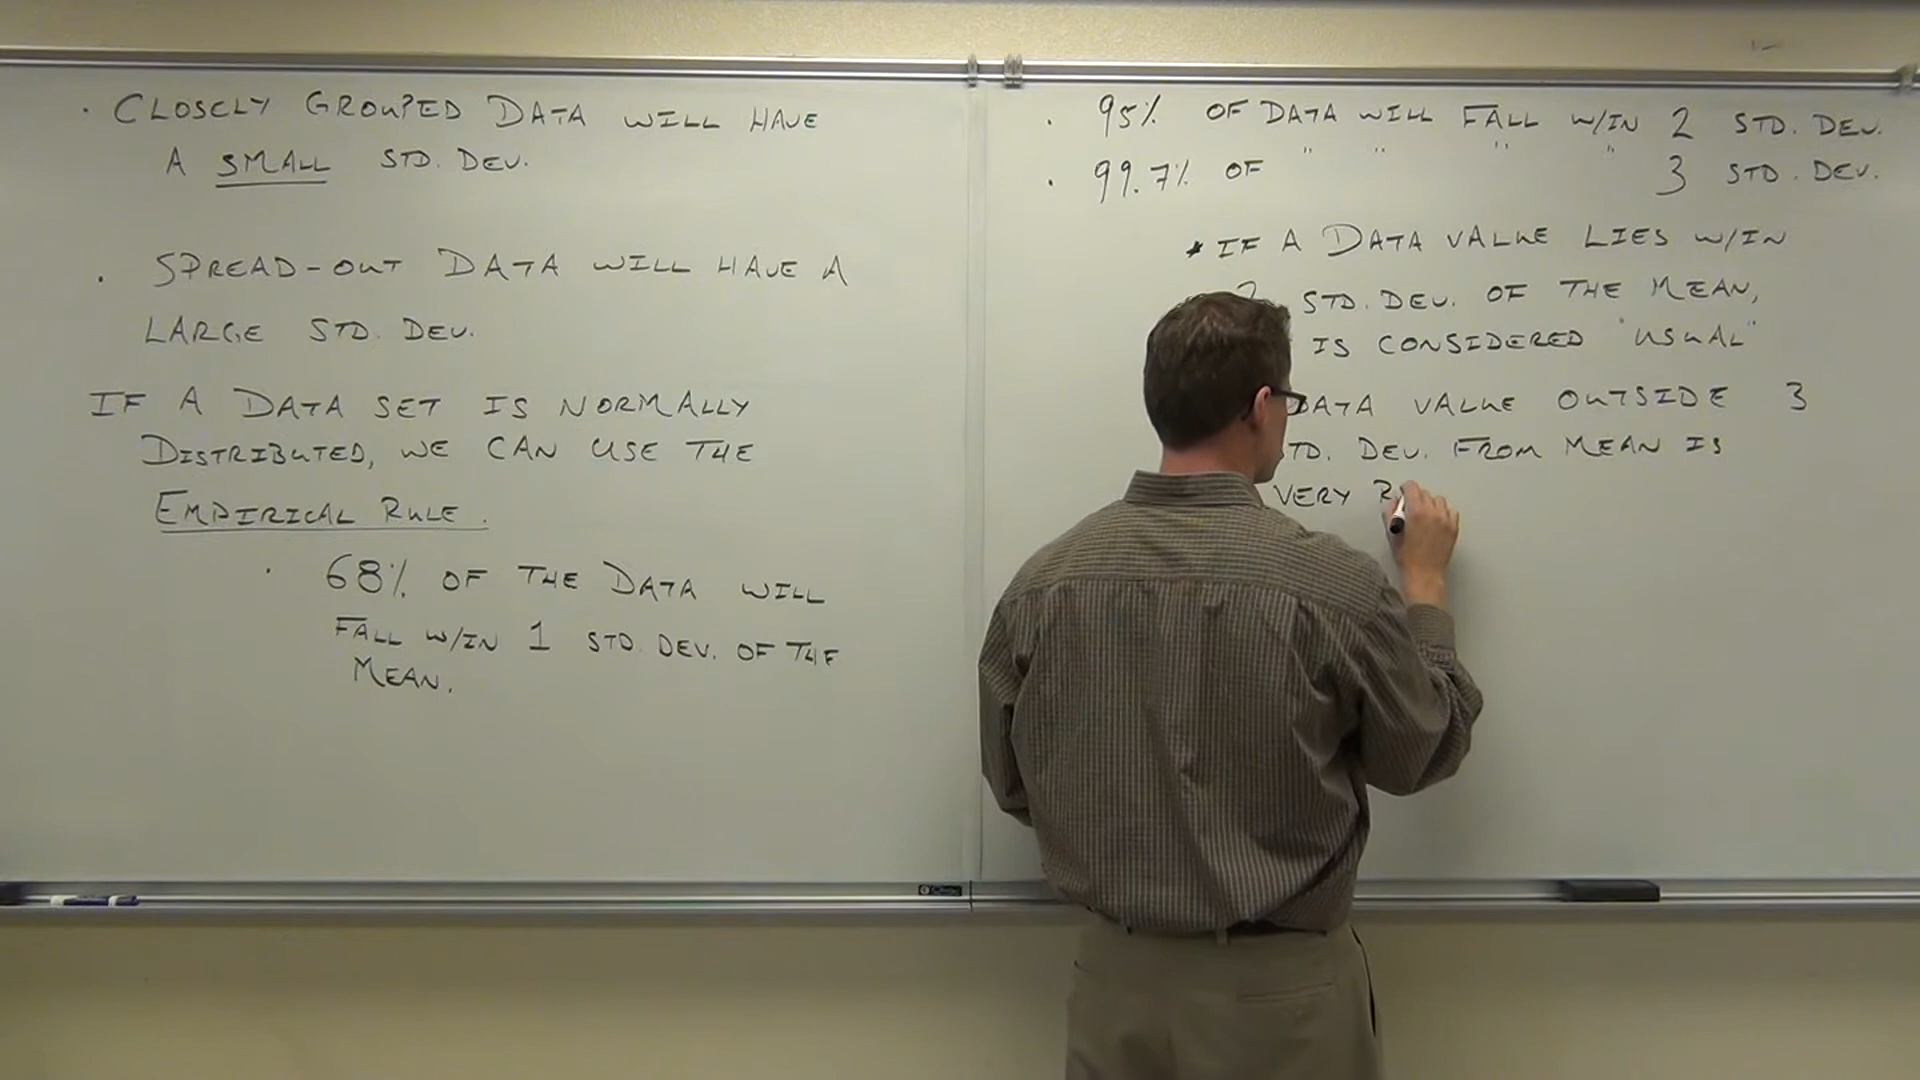 · CLOSELY GROUPED DATA WILL HAVE
A SMALL STD. DEV.
· SPREAD-OUT DATA WILL HAVE A
LARGE STD. DEV.
IF A DATA SET IS NORMALLY
DISTRIBUTED, WE CAN USE THE
EMPIRICAL RULE.
· 68% OF THE DATA WILL
FALL W/IN 1 STD. DEV. OF THE
MEAN.
· 95% OF DATA WILL FALL W/IN 2 STD. DEV.
· 99.7% OF " " " " 3 STD. DEV.
* IF A DATA VALUE LIES W/IN
2 STD. DEV. OF THE MEAN,
IS CONSIDERED "USUAL"
DATA VALUE OUTSIDE 3
TD. DEV. FROM MEAN IS
VERY R